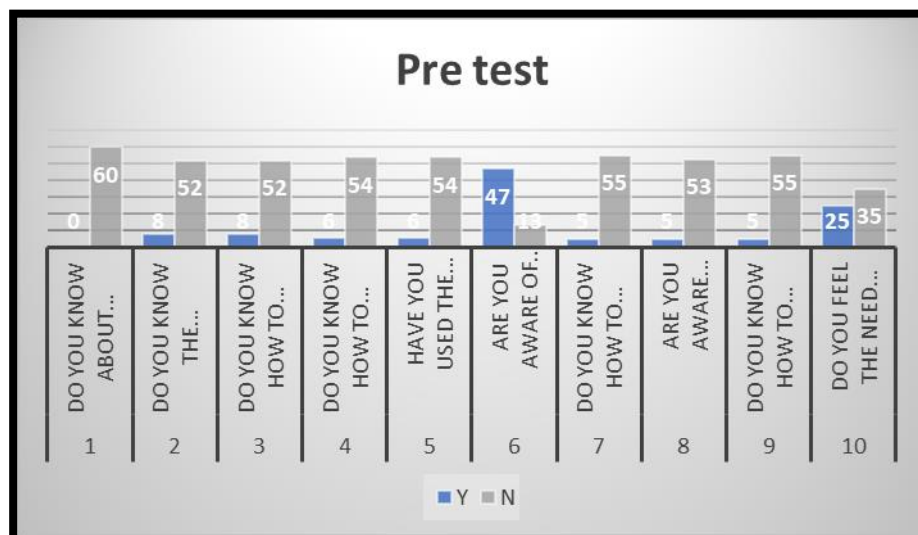 Pre test
0 60 8 52 8 52 6 54 6 54 47 13 5 55 5 53 5 55 25 35
DO YOU KNOW ABOUT...
DO YOU KNOW THE...
DO YOU KNOW HOW TO...
DO YOU KNOW HOW TO...
HAVE YOU USED THE...
ARE YOU AWARE OF...
DO YOU KNOW HOW TO...
ARE YOU AWARE...
DO YOU KNOW HOW TO...
DO YOU FEEL THE NEED...
1 2 3 4 5 6 7 8 9 10
Y N